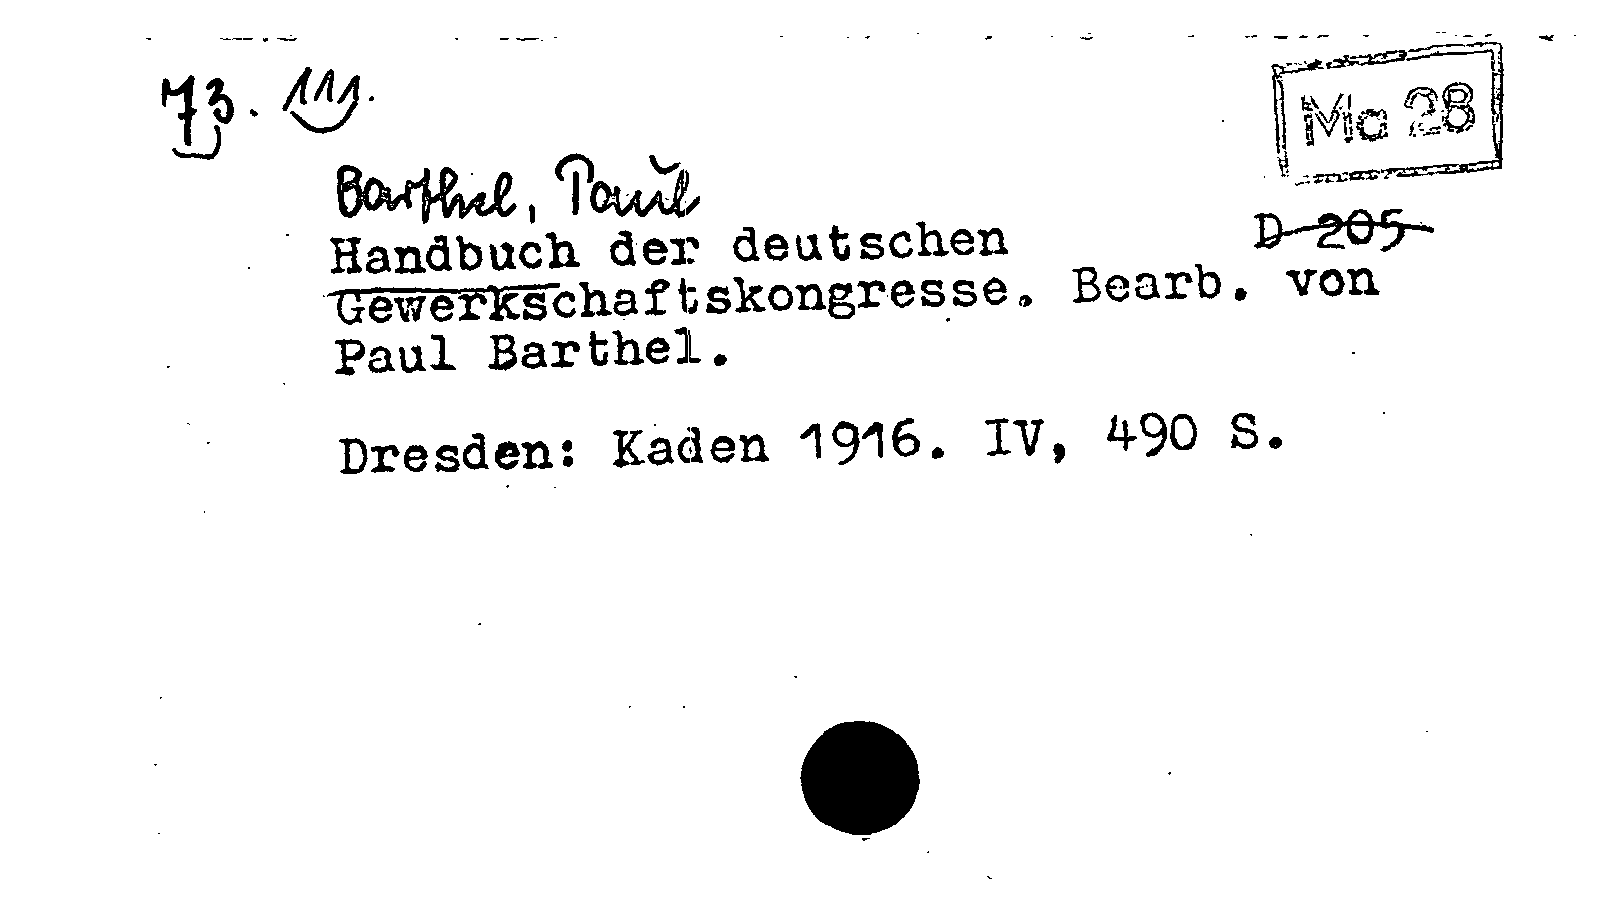 73. 111.
Ma 28
Barthel, Paul
D 205
Handbuch der deutschen
Gewerkschaftskongresse. Bearb. von
Paul Barthel.
Dresden: Kaden 1916. IV, 490 S.